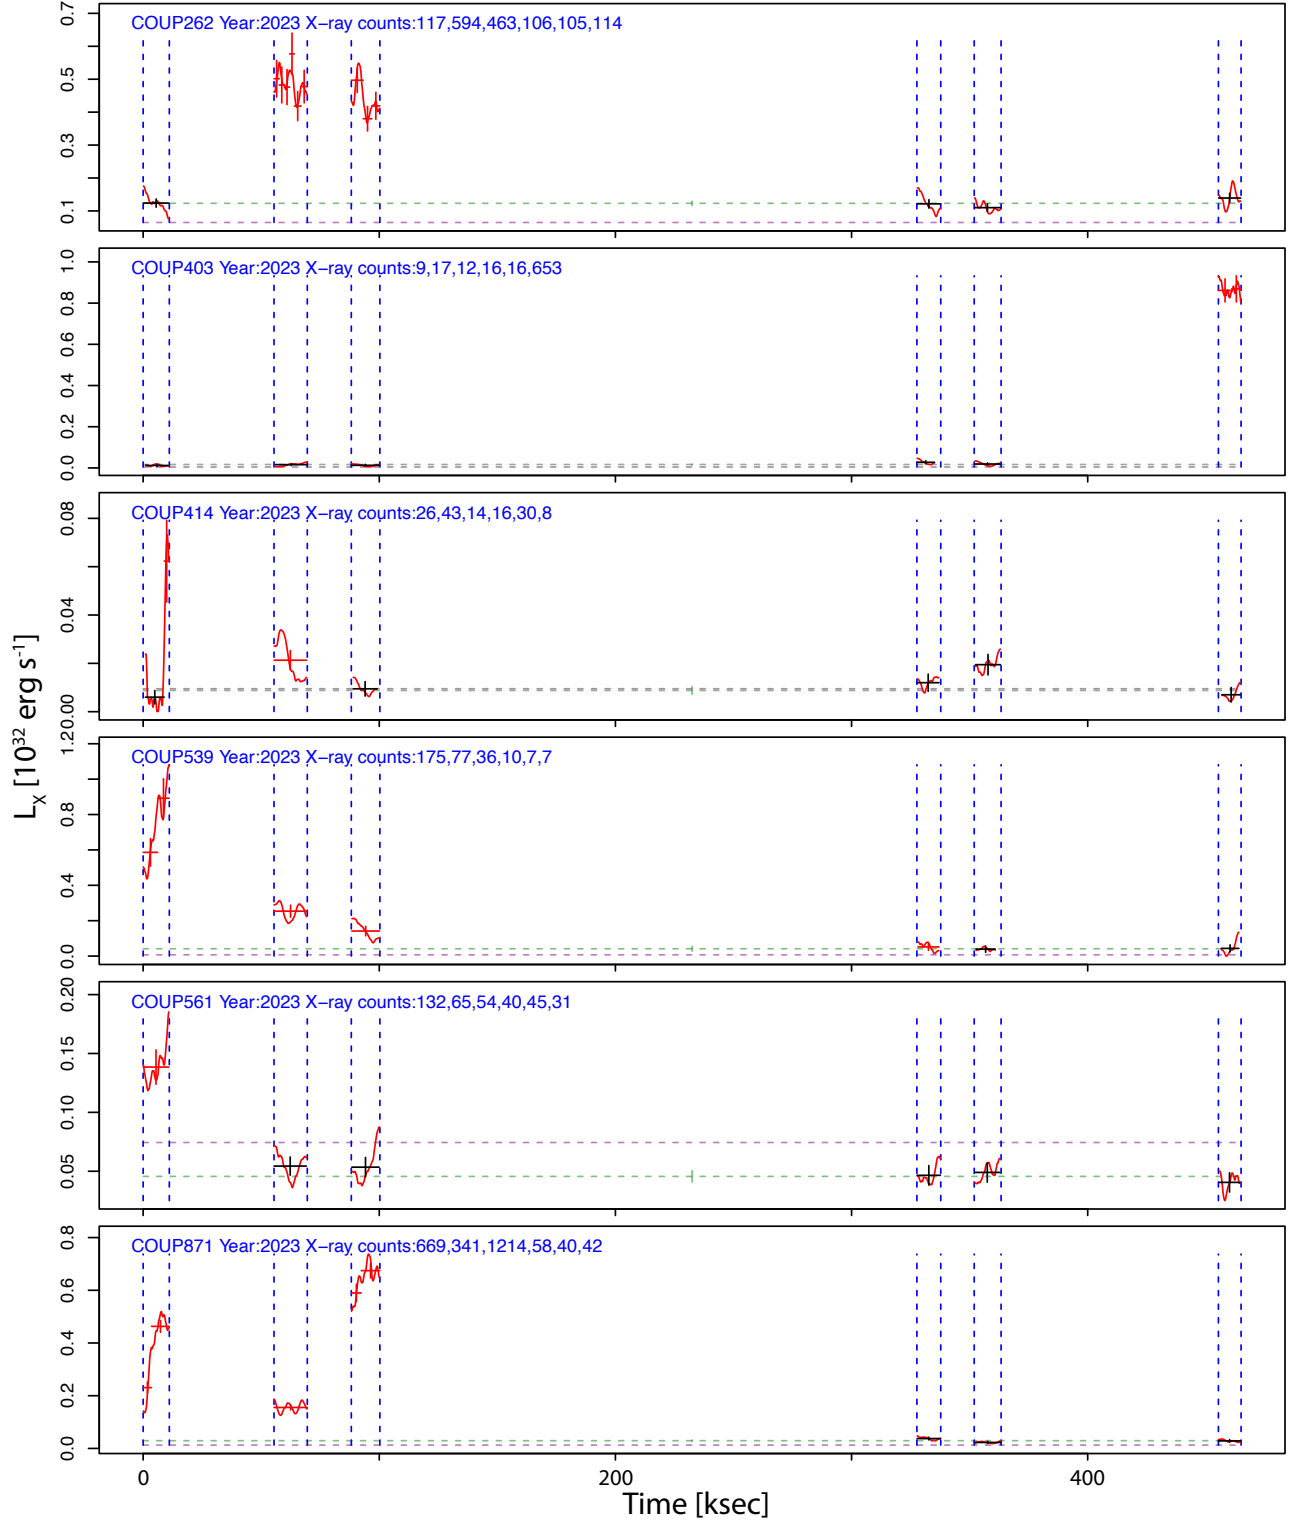 COUP262 Year:2023 X−ray counts:117,594,463,106,105,114
0.7
0.5
0.3
0.1
COUP403 Year:2023 X−ray counts:9,17,12,16,16,653
1.0
0.8
0.6
0.4
0.2
0.0
COUP414 Year:2023 X−ray counts:26,43,14,16,30,8
0.08
0.04
0.00
COUP539 Year:2023 X−ray counts:175,77,36,10,7,7
1.2
0.8
0.4
0.0
COUP561 Year:2023 X−ray counts:132,65,54,40,45,31
0.20
0.15
0.10
0.05
COUP871 Year:2023 X−ray counts:669,341,1214,58,40,42
0.8
0.6
0.4
0.2
0.0
0 200 400
Time [ksec]
L_X [10^32 erg s^-1]